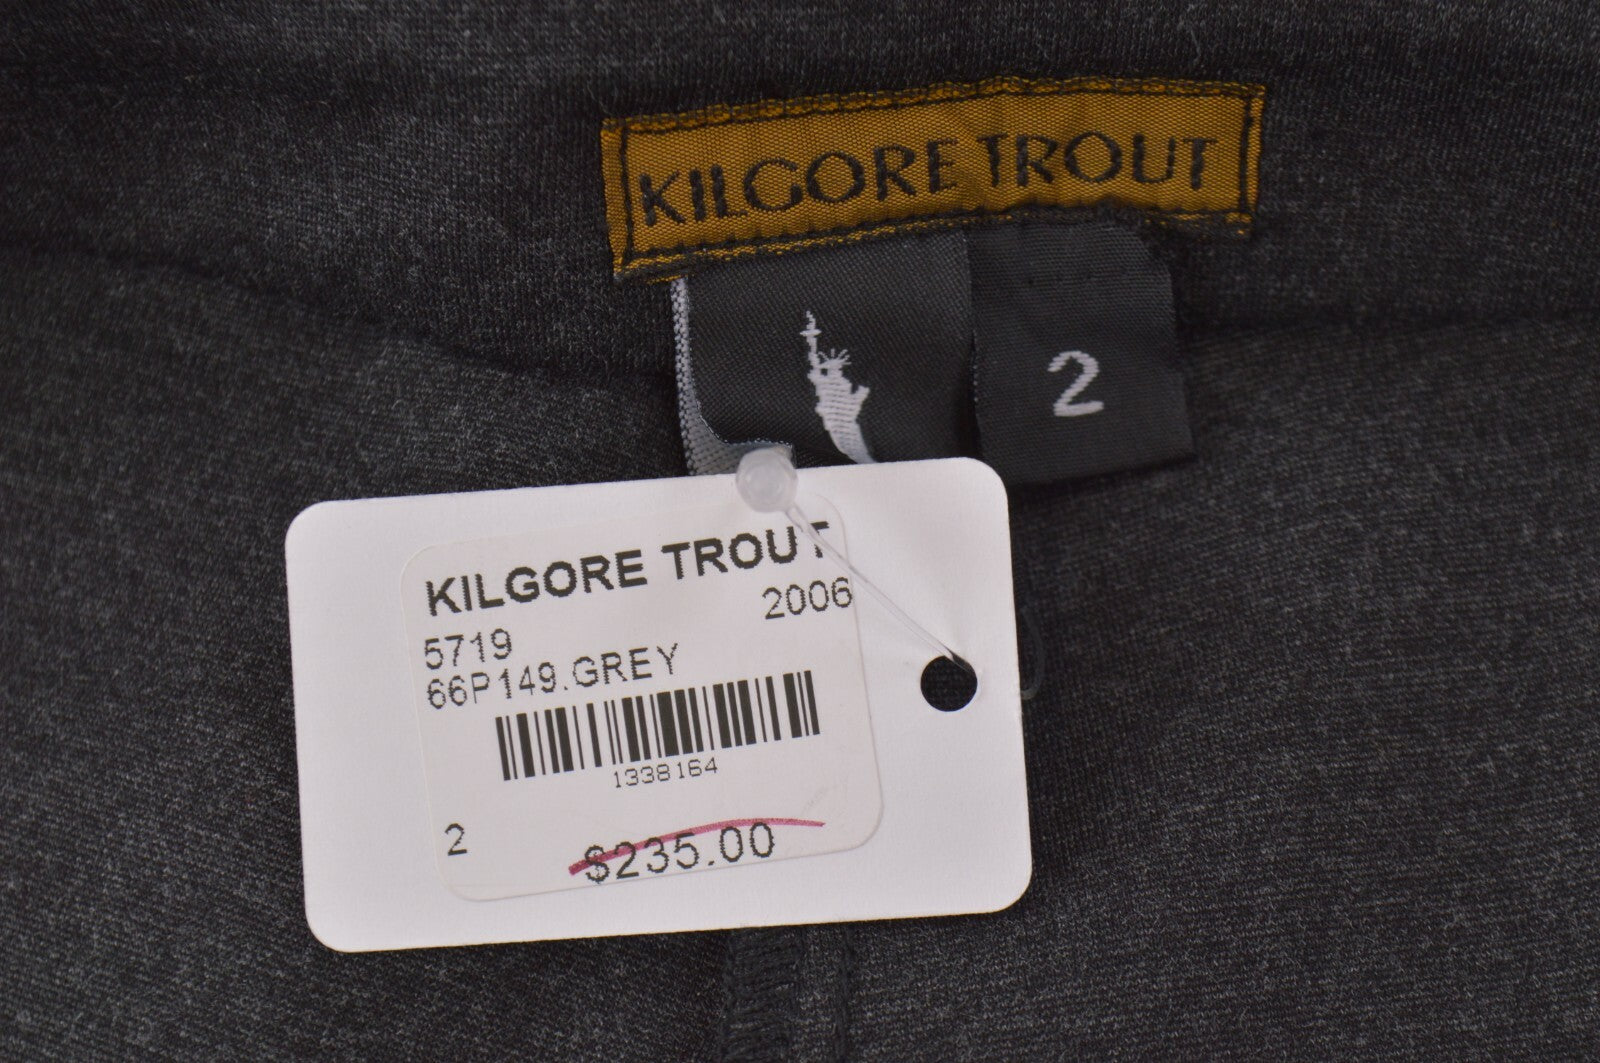 KILGORE TROUT
2
KILGORE TROUT
2006
5719
66P149.GREY
1338164
2 $235.00